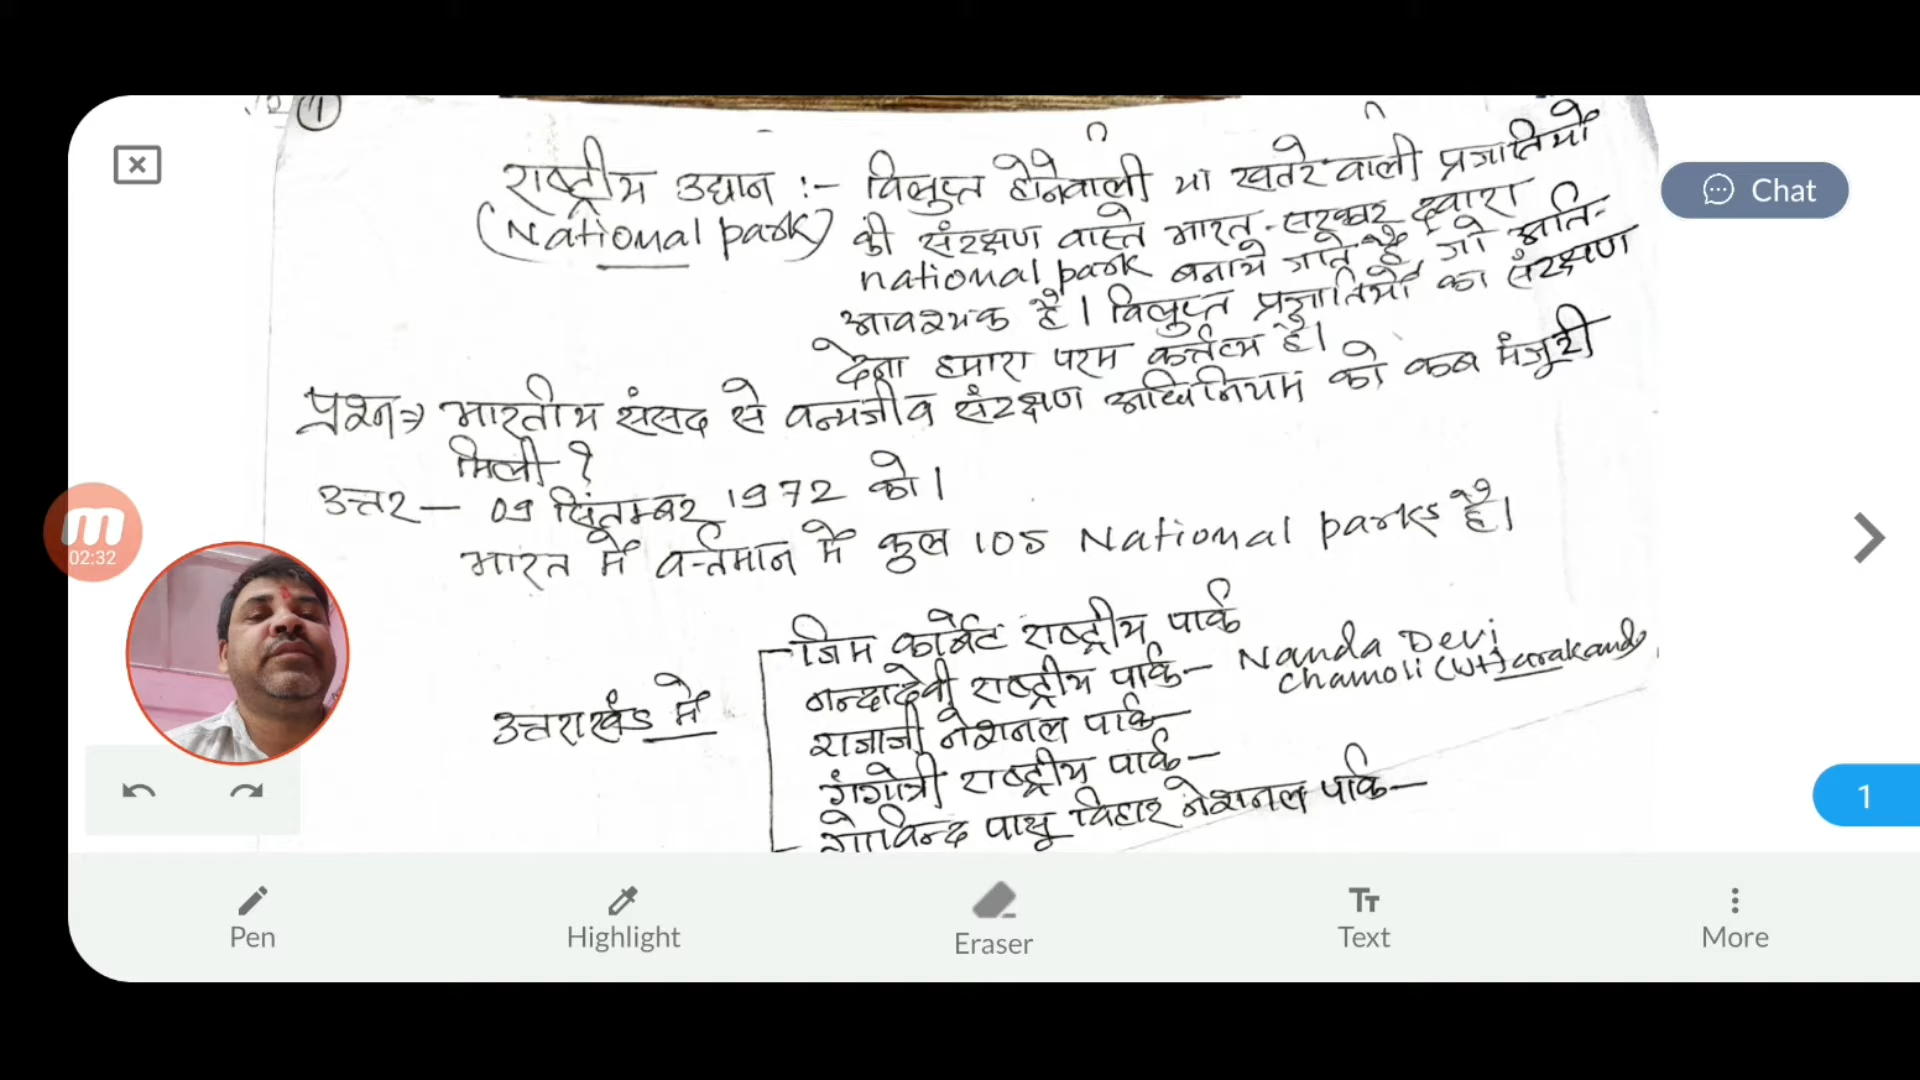 1
राष्ट्रीय उद्यान :- विलुप्त होनेवाली या खतरे वाली प्रजातियों
(National park) की संरक्षण वास्ते भारत-सरकार द्वारा
national park बनाये जाते है, जो अति-
आवश्यक है। विलुप्त प्रजातियों का संरक्षण
देना हमारा परम कर्त्तव्य है।
प्रश्न⇒ भारतीय संसद से वन्यजीव संरक्षण अधिनियम को कब मंजूरी
मिली ?
उत्तर — 09 सितम्बर 1972 को।
भारत में वर्तमान में कुल 105 National parks है।
जिम कार्बेट राष्ट्रीय पार्क
नन्दादेवी राष्ट्रीय पार्क — Nanda Devi
chamoli (Uttarakand)
उत्तराखंड में
राजाजी नेशनल पार्क —
गंगोत्री राष्ट्रीय पार्क —
गोविन्द पाशु विहार नेशनल पार्क —
Chat
02:32
1
Pen
Highlight
Eraser
Text
More